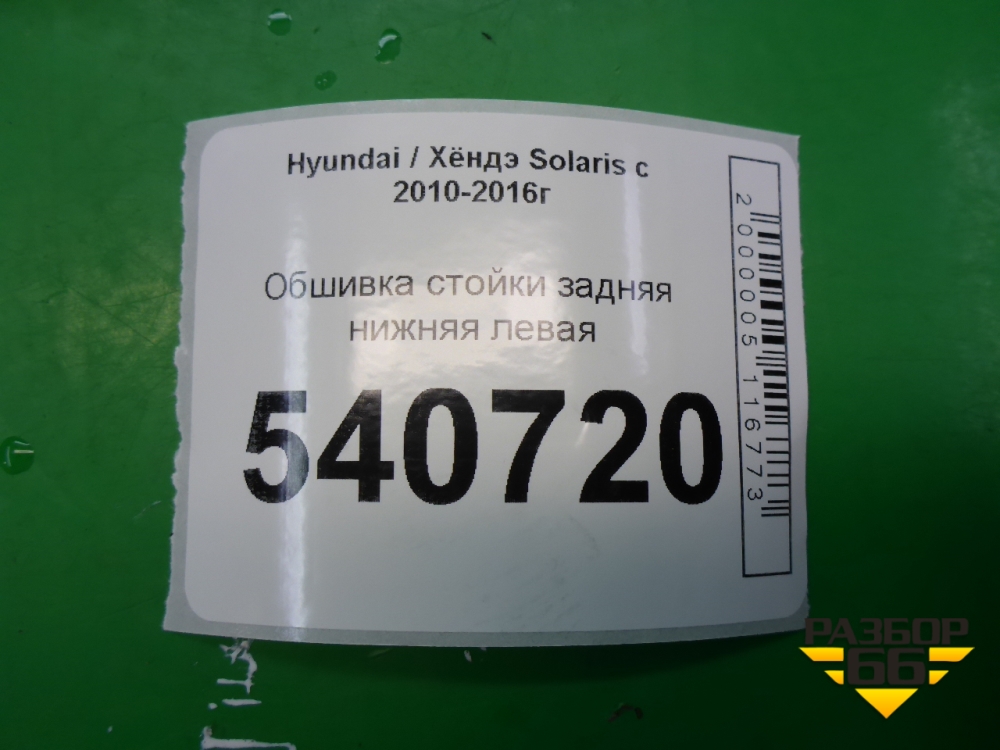 Hyundai / Хёндэ Solaris с
2010-2016г
Обшивка стойки задняя
нижняя левая
540720
2000005116773
РАЗБОР
66